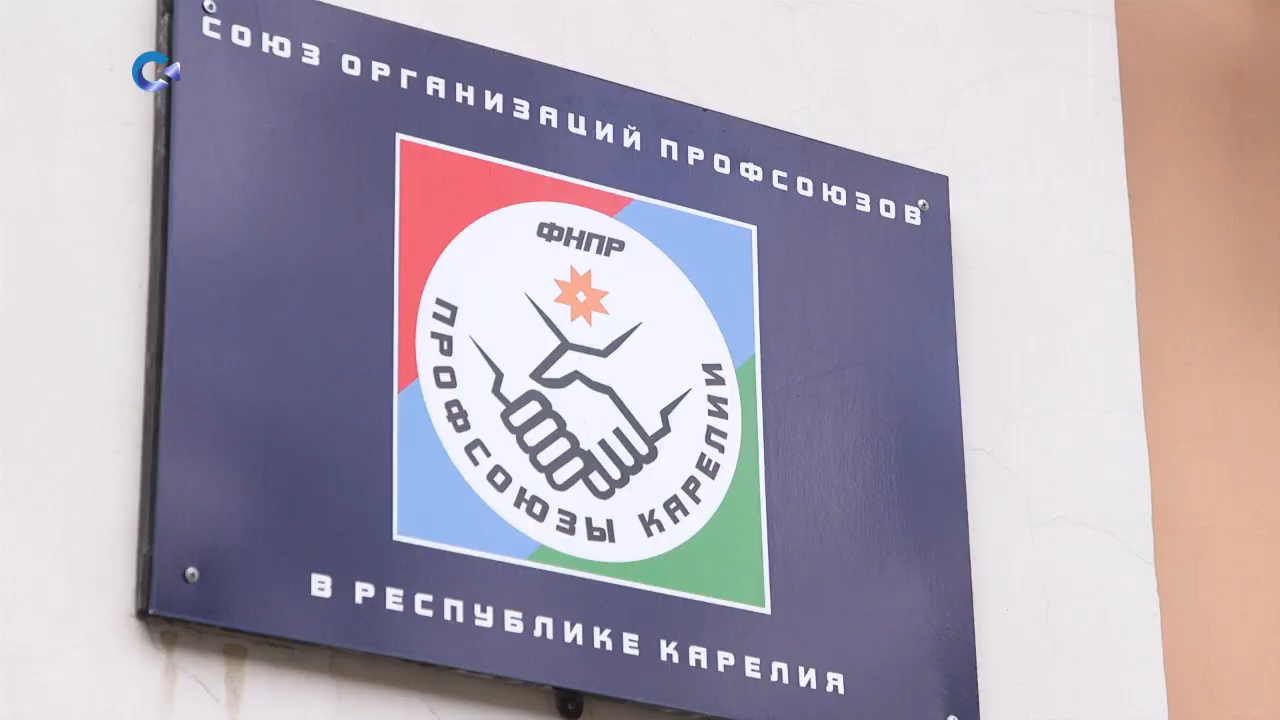 СОЮЗ ОРГАНИЗАЦИЙ ПРОФСОЮЗОВ
ФНПР
ПРОФСОЮЗЫ КАРЕЛИИ
В РЕСПУБЛИКЕ КАРЕЛИЯ